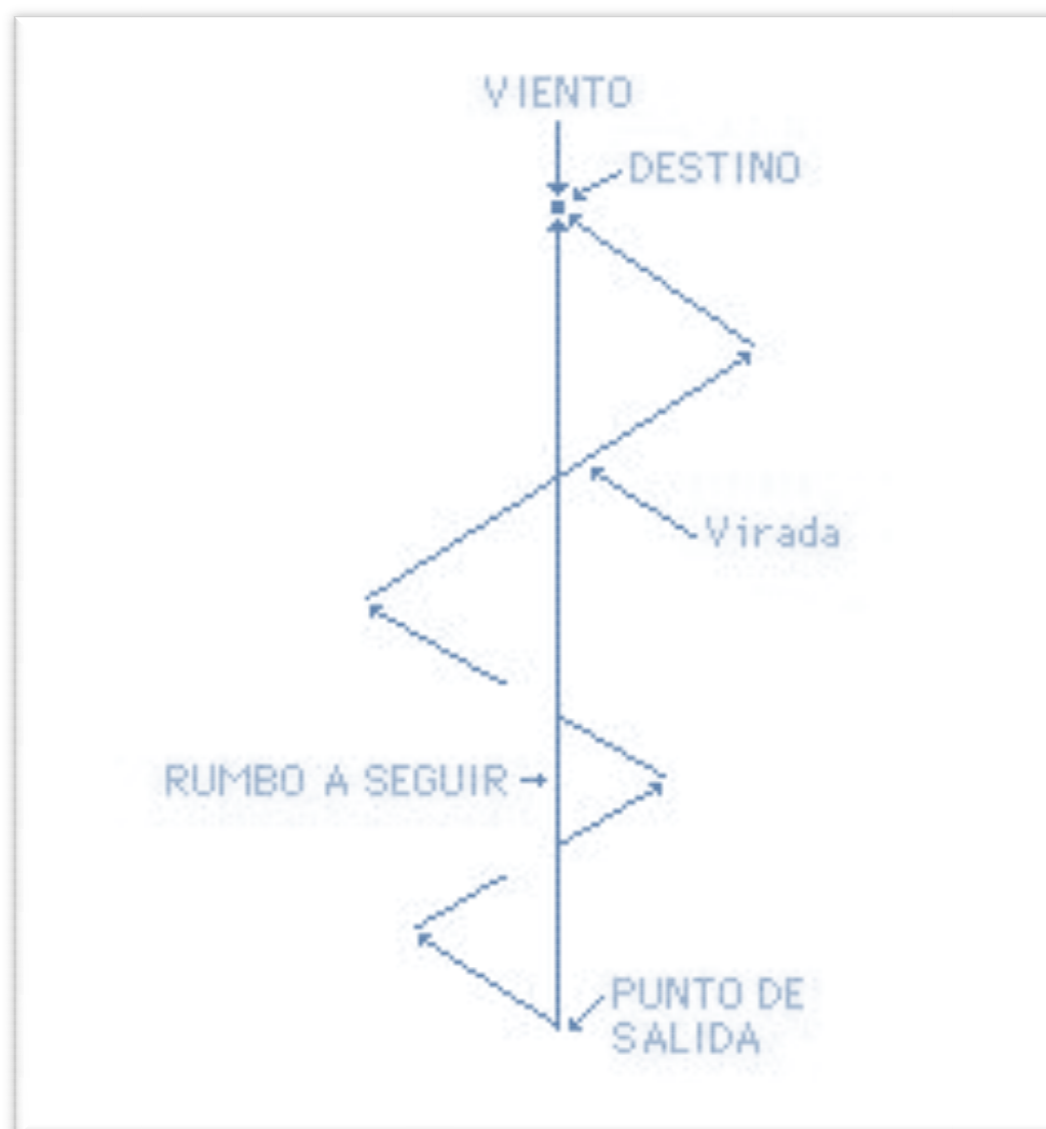 VIENTO
DESTINO
Virada
RUMBO A SEGUIR
PUNTO DE
SALIDA